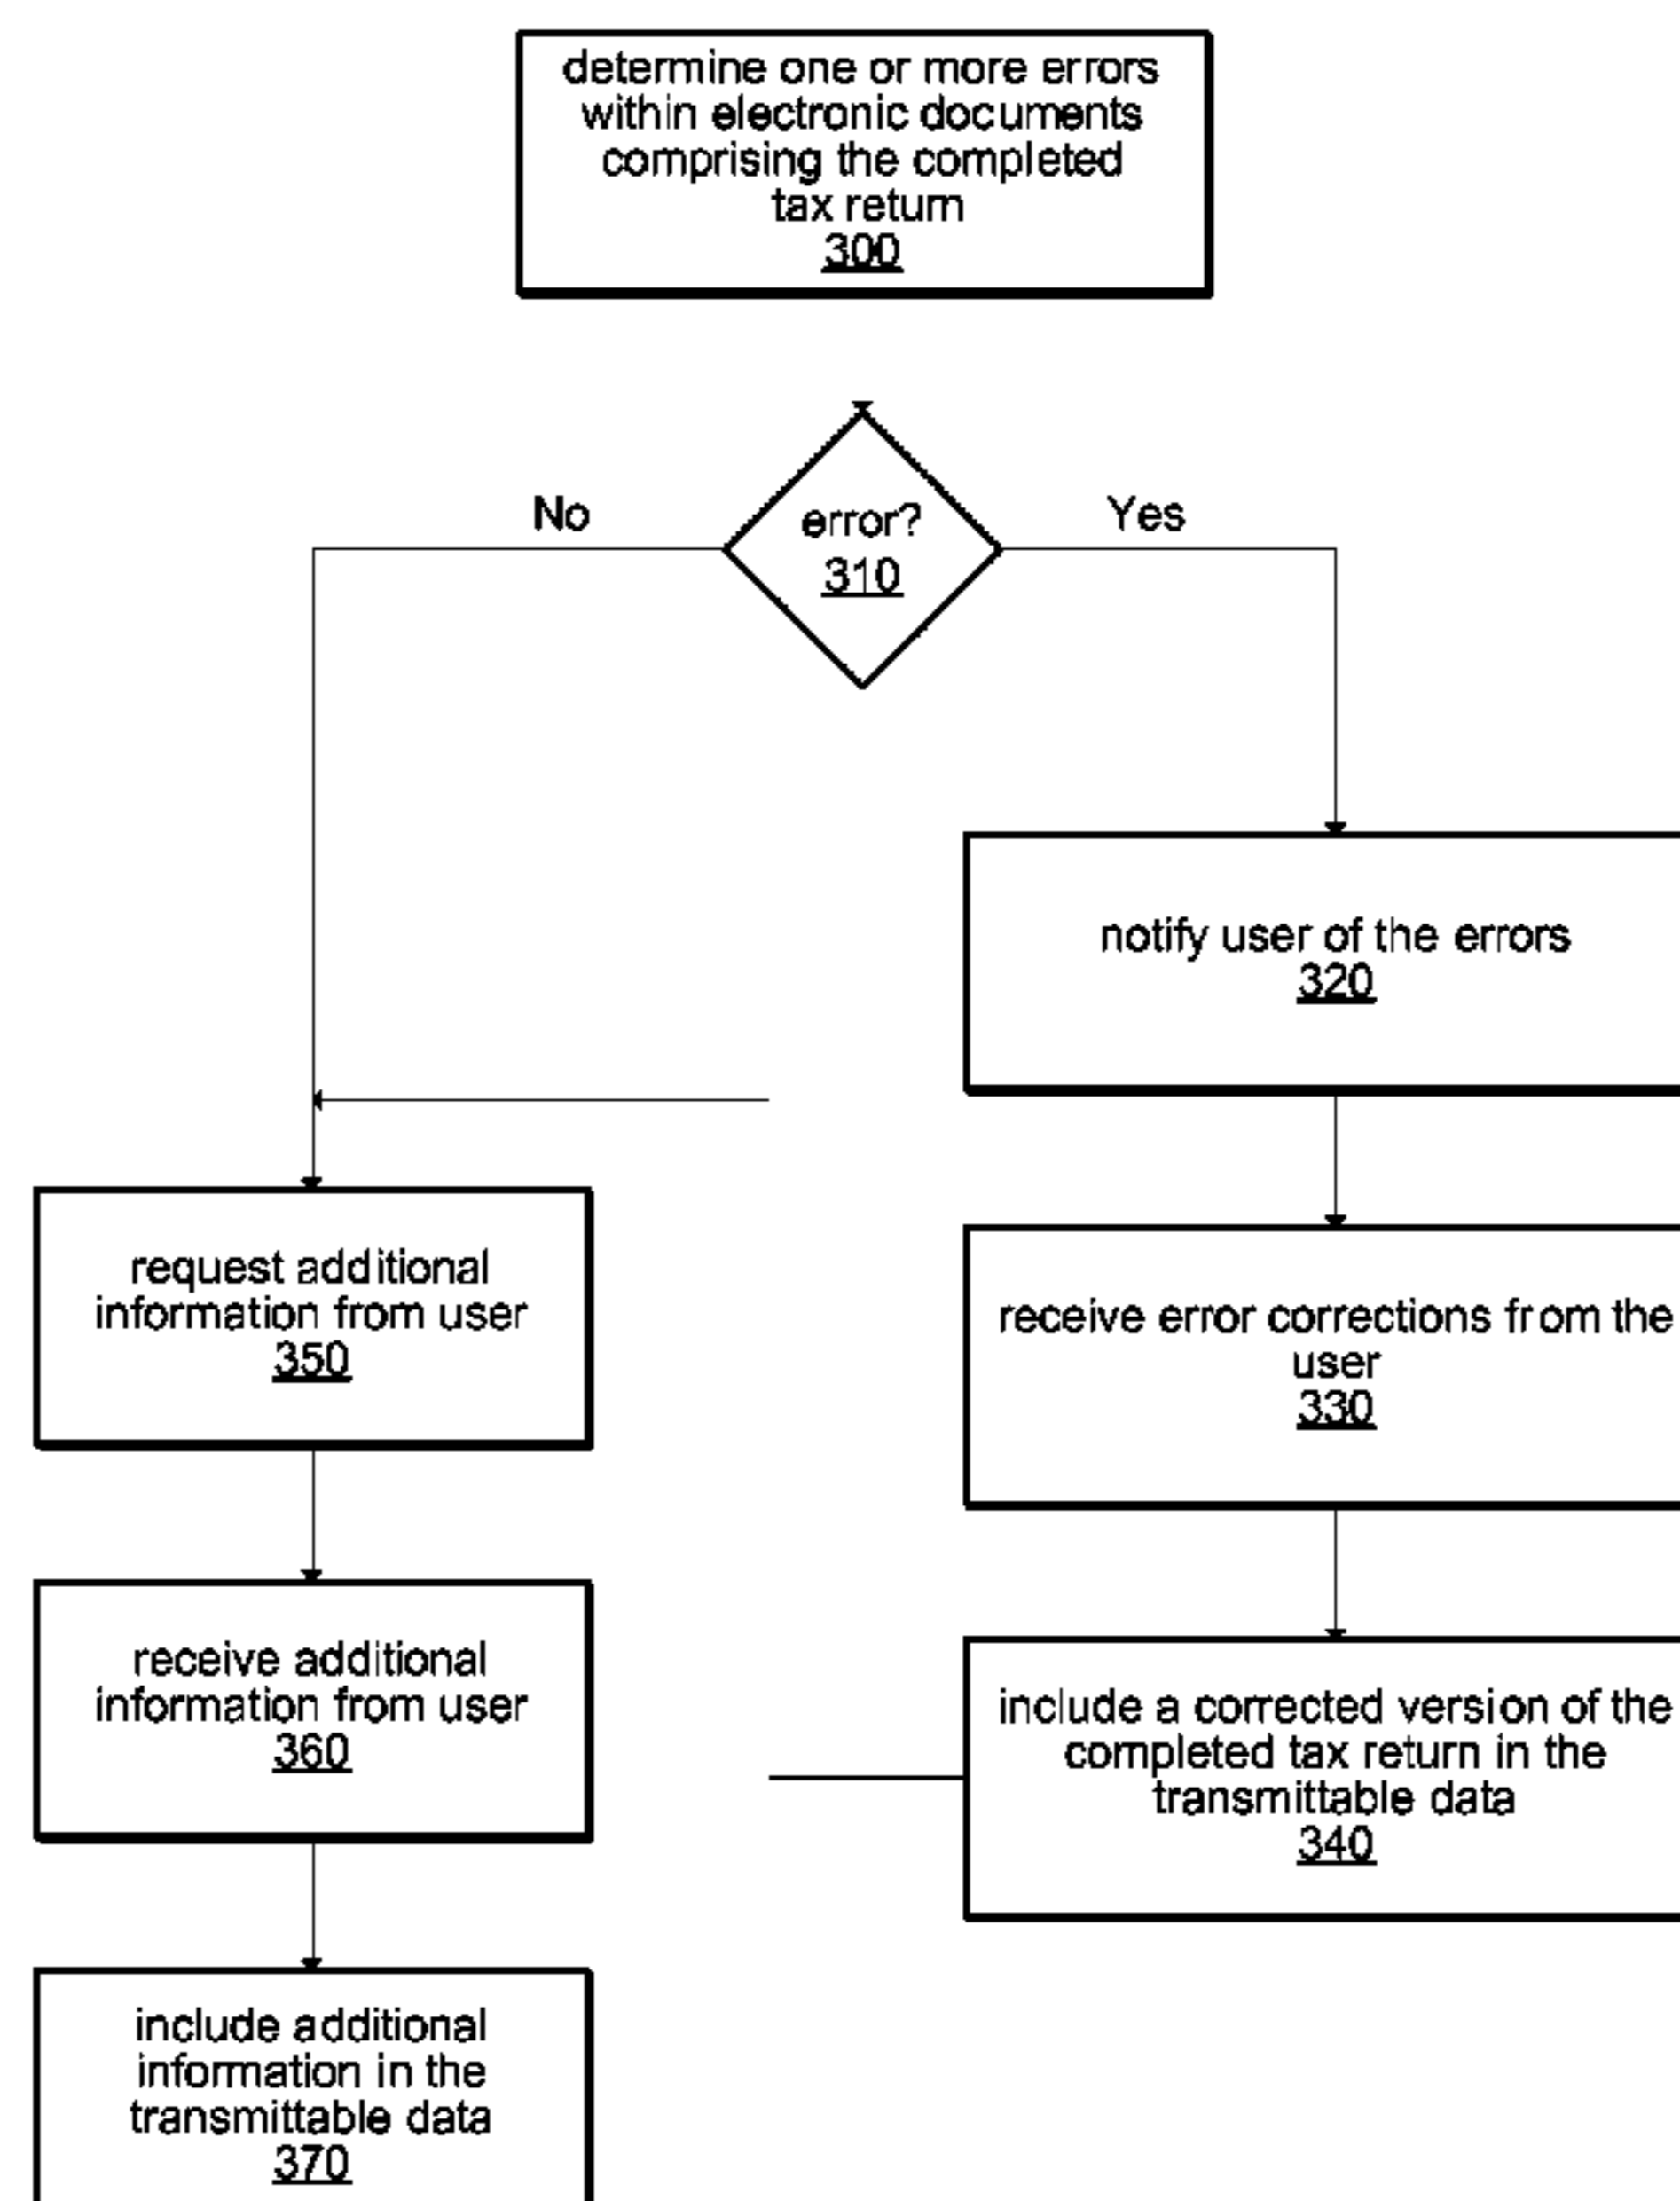 determine one or more errors
within electronic documents
comprising the completed
tax return
300
No
error?
310
Yes
notify user of the errors
320
request additional
information from user
350
receive error corrections from the
user
330
receive additional
information from user
360
include a corrected version of the
completed tax return in the
transmittable data
340
include additional
information in the
transmittable data
370